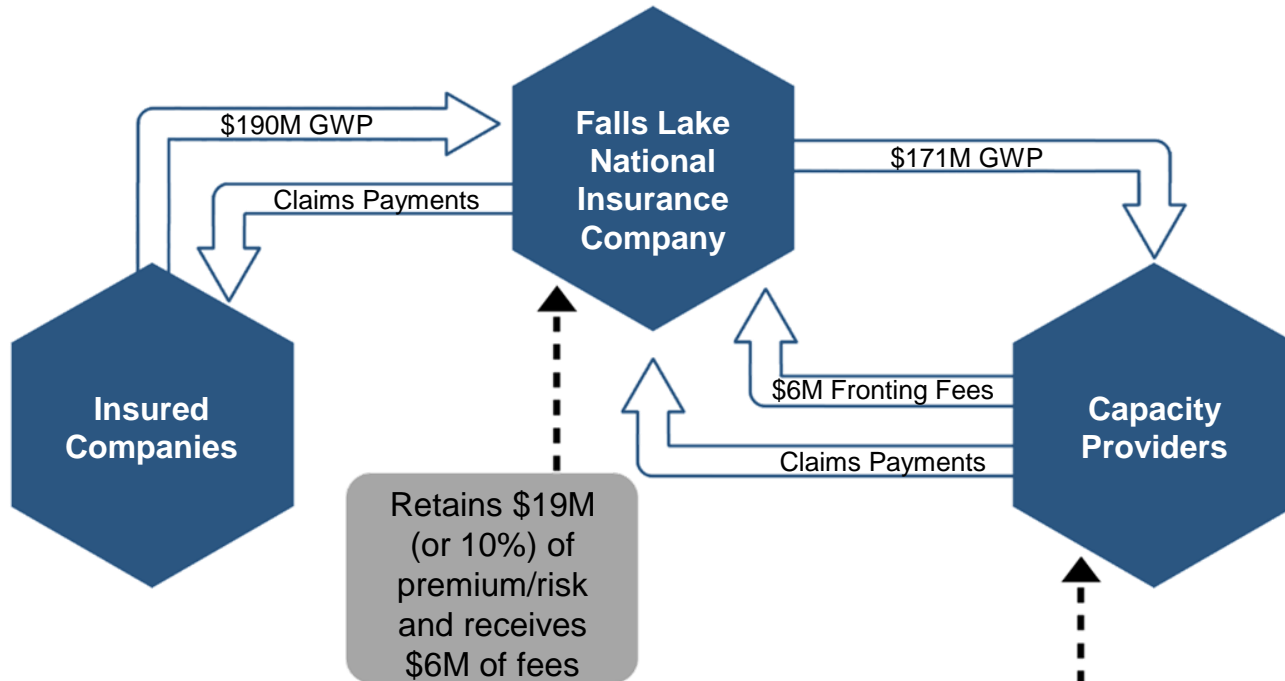 $190M GWP
Claims Payments
Falls Lake
National
Insurance
Company
$171M GWP
Insured
Companies
$6M Fronting Fees
Claims Payments
Capacity
Providers
Retains $19M
(or 10%) of
premium/risk
and receives
$6M of fees